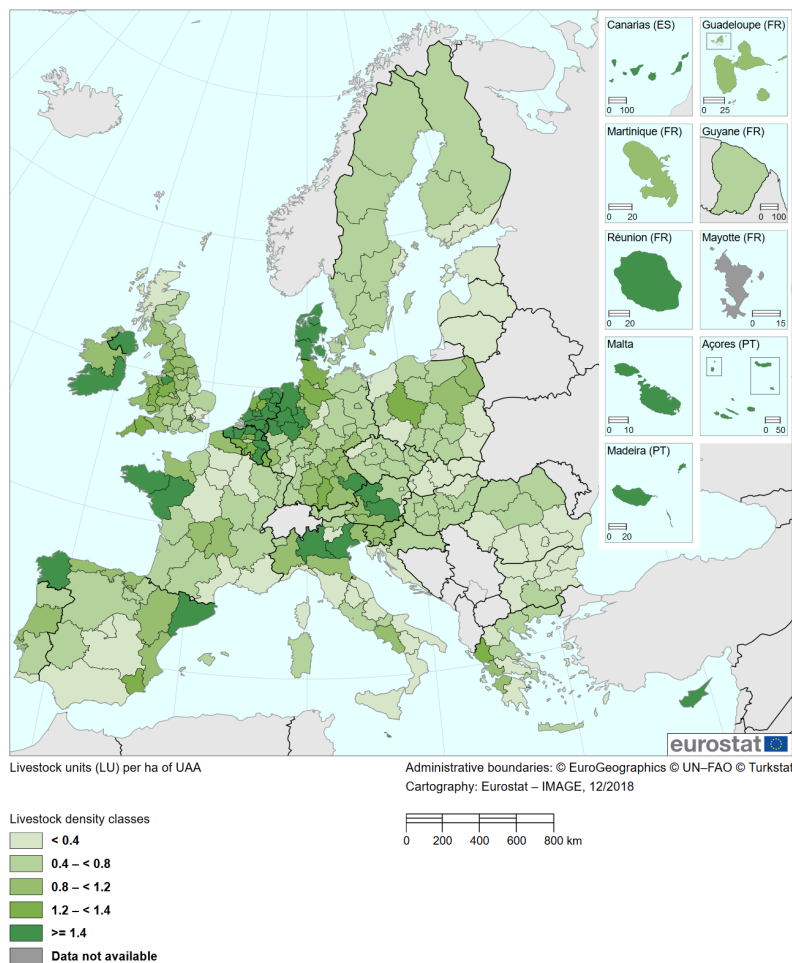 Canarias (ES)
0 100
Guadeloupe (FR)
0 25
Martinique (FR)
0 20
Guyane (FR)
0 100
Réunion (FR)
0 20
Mayotte (FR)
0 15
Malta
0 10
Açores (PT)
0 50
Madeira (PT)
0 20
eurostat
Livestock units (LU) per ha of UAA
Administrative boundaries: © EuroGeographics © UN–FAO © Turkstat
Cartography: Eurostat – IMAGE, 12/2018
Livestock density classes
< 0.4
0.4 – < 0.8
0.8 – < 1.2
1.2 – < 1.4
>= 1.4
Data not available
0 200 400 600 800 km